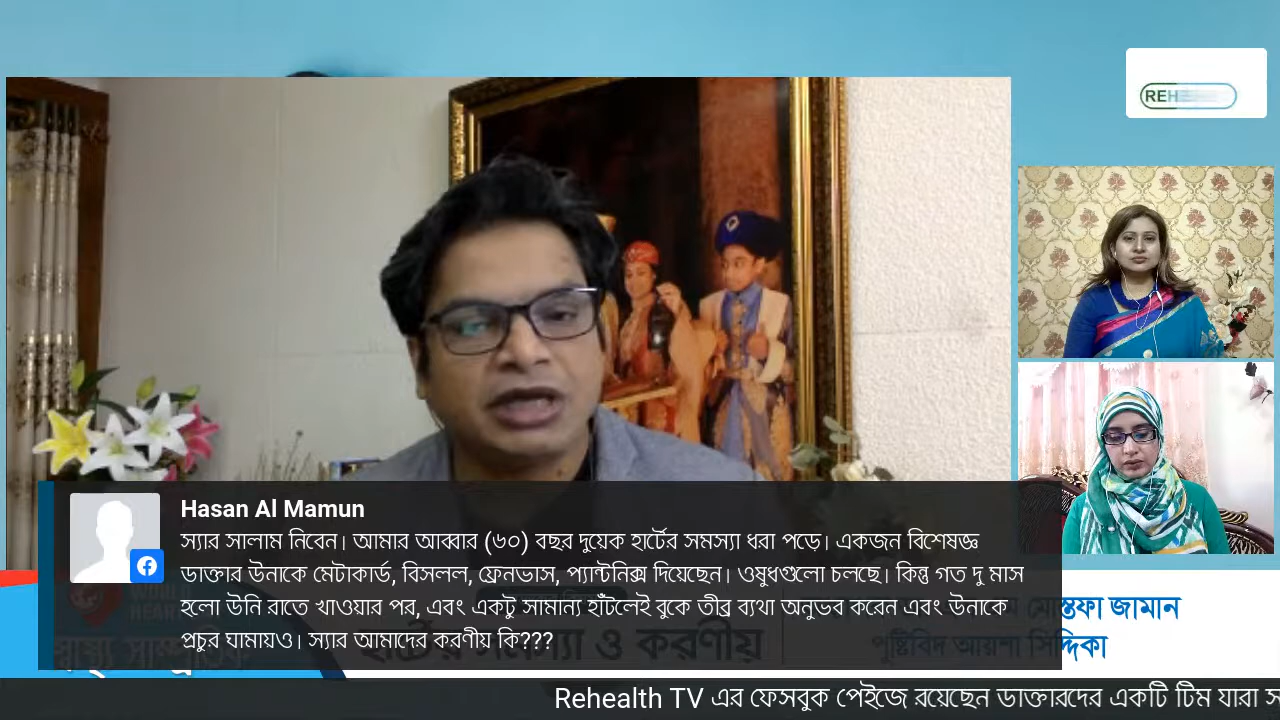 REH
Hasan Al Mamun
স্যার সালাম নিবেন। আমার আব্বার (৬০) বছর দুয়েক হার্টের সমস্যা ধরা পড়ে। একজন বিশেষজ্ঞ
ডাক্তার উনাকে মেটাকার্ড, বিসলল, ফ্রেনভাস, প্যান্টনিক্স দিয়েছেন। ওষুধগুলো চলছে। কিন্তু গত দু মাস
হলো উনি রাতে খাওয়ার পর, এবং একটু সামান্য হাঁটলেই বুকে তীব্র ব্যথা অনুভব করেন এবং উনাকে
প্রচুর ঘামায়ও। স্যার আমাদের করণীয় কি???
মোস্তফা জামান
পুষ্টিবিদ আয়শা সিদ্দিকা
হার্টের সমস্যা ও করণীয়
Rehealth TV এর ফেসবুক পেইজে রয়েছেন ডাক্তারদের একটি টিম যারা